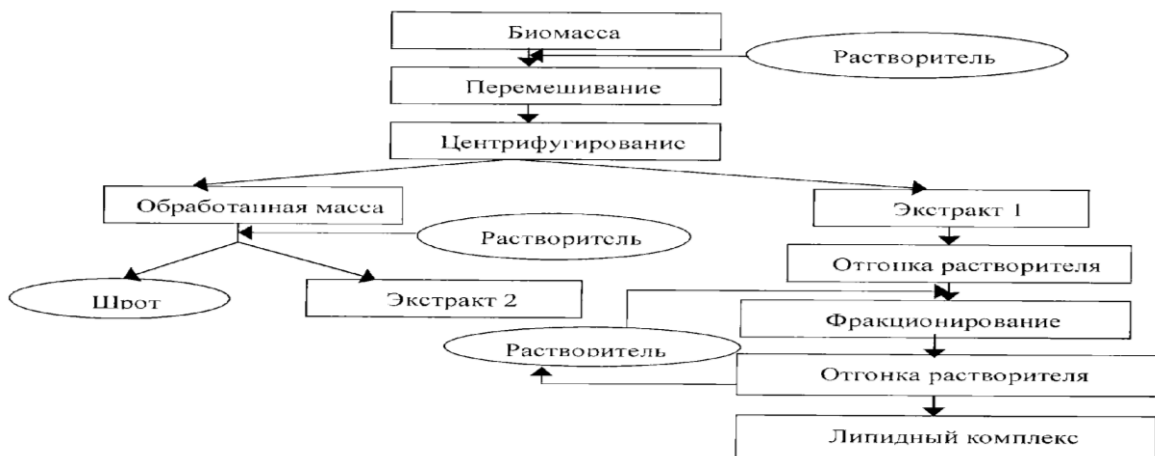 Биомасса
Растворитель
Перемешивание
Центрифугирование
Обработанная масса
Экстракт 1
Растворитель
Отгонка растворителя
Шрот
Экстракт 2
Фракционирование
Растворитель
Отгонка растворителя
Липидный комплекс